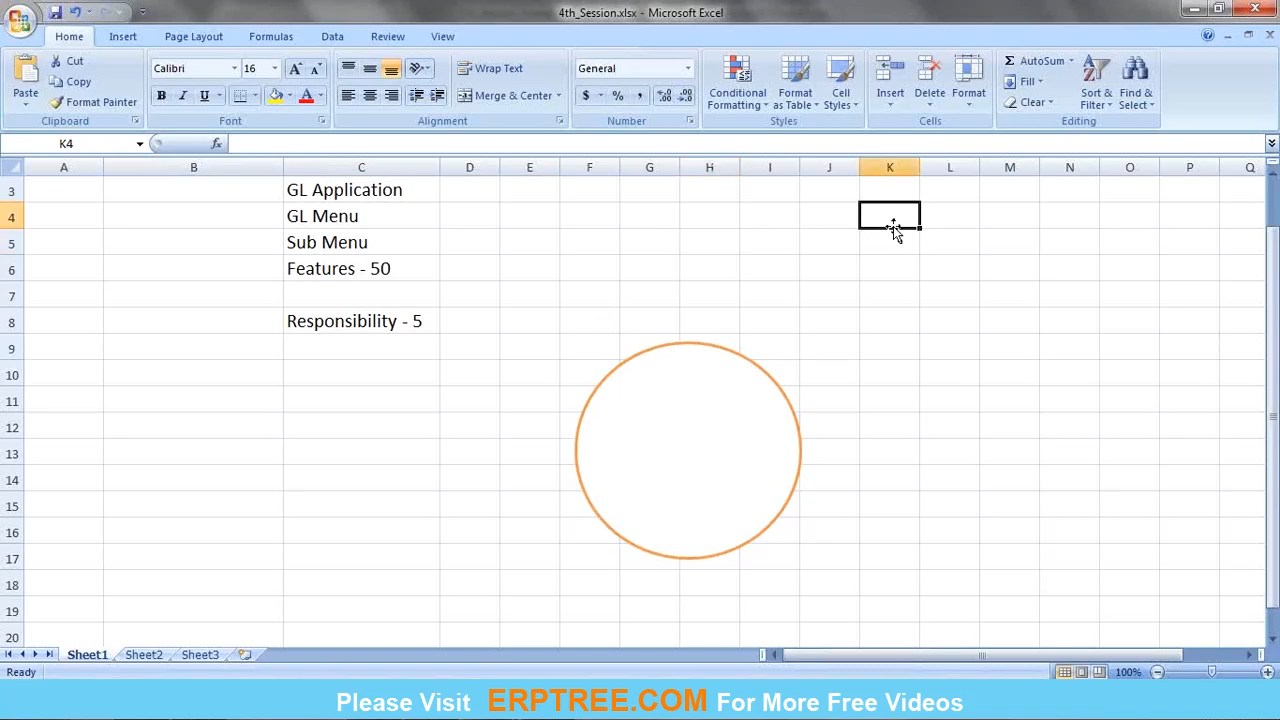 4th_Session.xlsx - Microsoft Excel
Home Insert Page Layout Formulas Data Review View
Paste
Cut
Copy
Format Painter
Clipboard
Calibri 16
B I U
Font
Wrap Text
Merge & Center
Alignment
General
$ % ,
Number
Conditional Formatting
Format as Table
Cell Styles
Styles
Insert Delete Format
Cells
AutoSum
Fill
Clear
Sort & Filter
Find & Select
Editing
K4 fx
A B C D E F G H I J K L M N O P Q
3 GL Application
4 GL Menu
5 Sub Menu
6 Features - 50
7
8 Responsibility - 5
9
10
11
12
13
14
15
16
17
18
19
20
Sheet1 Sheet2 Sheet3
Ready 100%
Please Visit ERPTREE.COM For More Free Videos